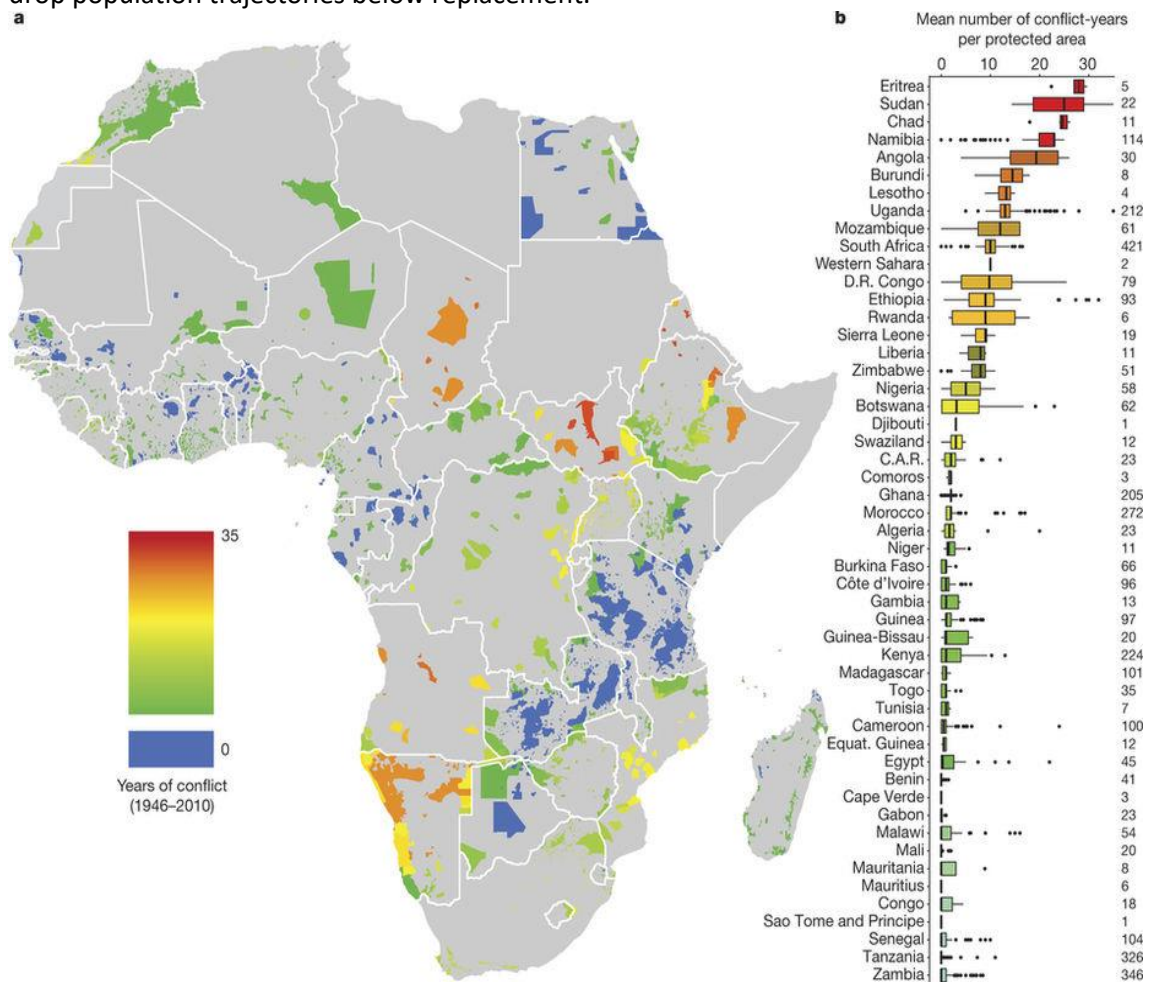 drop population trajectories below replacement.
a
b
Mean number of conflict-years
per protected area
0 10 20 30
Eritrea 5
Sudan 22
Chad 11
Namibia 114
Angola 30
Burundi 8
Lesotho 4
Uganda 212
Mozambique 61
South Africa 421
Western Sahara 2
D.R. Congo 79
Ethiopia 93
Rwanda 6
Sierra Leone 19
Liberia 11
Zimbabwe 51
Nigeria 58
Botswana 62
Djibouti 1
Swaziland 12
C.A.R. 23
Comoros 3
Ghana 205
Morocco 272
Algeria 23
Niger 11
Burkina Faso 66
Côte d'Ivoire 96
Gambia 13
Guinea 97
Guinea-Bissau 20
Kenya 224
Madagascar 101
Togo 35
Tunisia 7
Cameroon 100
Equat. Guinea 12
Egypt 45
Benin 41
Cape Verde 3
Gabon 23
Malawi 54
Mali 20
Mauritania 8
Mauritius 6
Congo 18
Sao Tome and Principe 1
Senegal 104
Tanzania 326
Zambia 346
35
0
Years of conflict
(1946–2010)